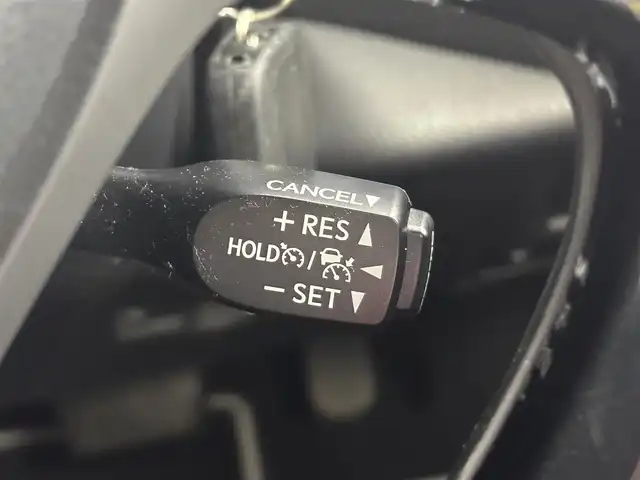 CANCEL▼
+ RES ▲
HOLD /
− SET ▼